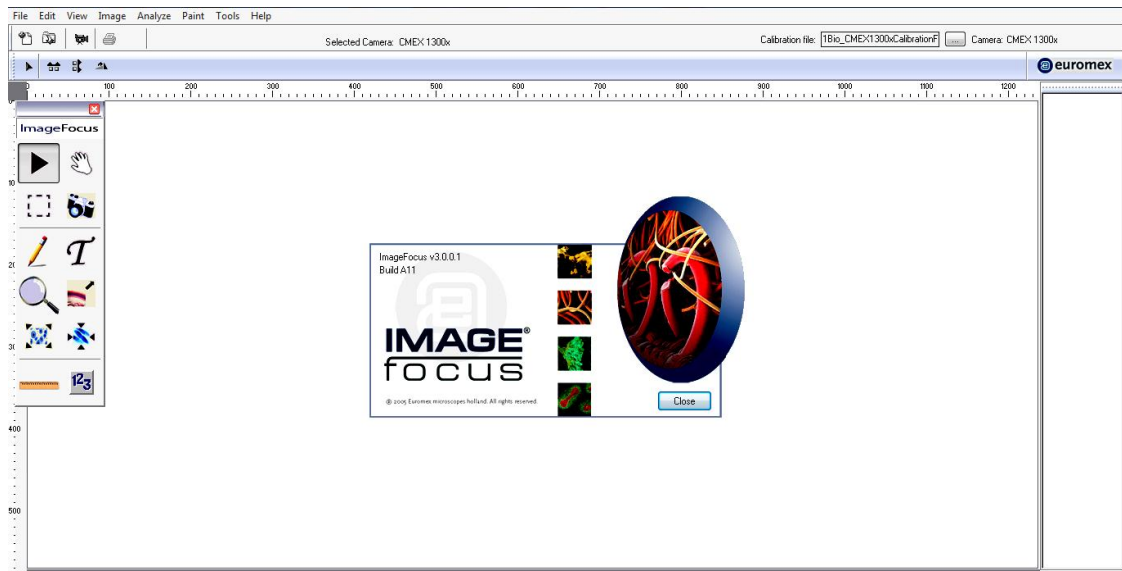 File Edit View Image Analyze Paint Tools Help
Selected Camera: CMEX 1300x
Calibration file: 1Bio_CMEX1300xCalibrationF ... Camera: CMEX 1300x
euromex
0 100 200 300 400 500 600 700 800 900 1000 1100 1200
ImageFocus
T
123
10
20
30
400
500
ImageFocus v3.0.0.1
Build A11
IMAGE®
focus
© 2005 Euromex microscopes holland. All rights reserved.
Close